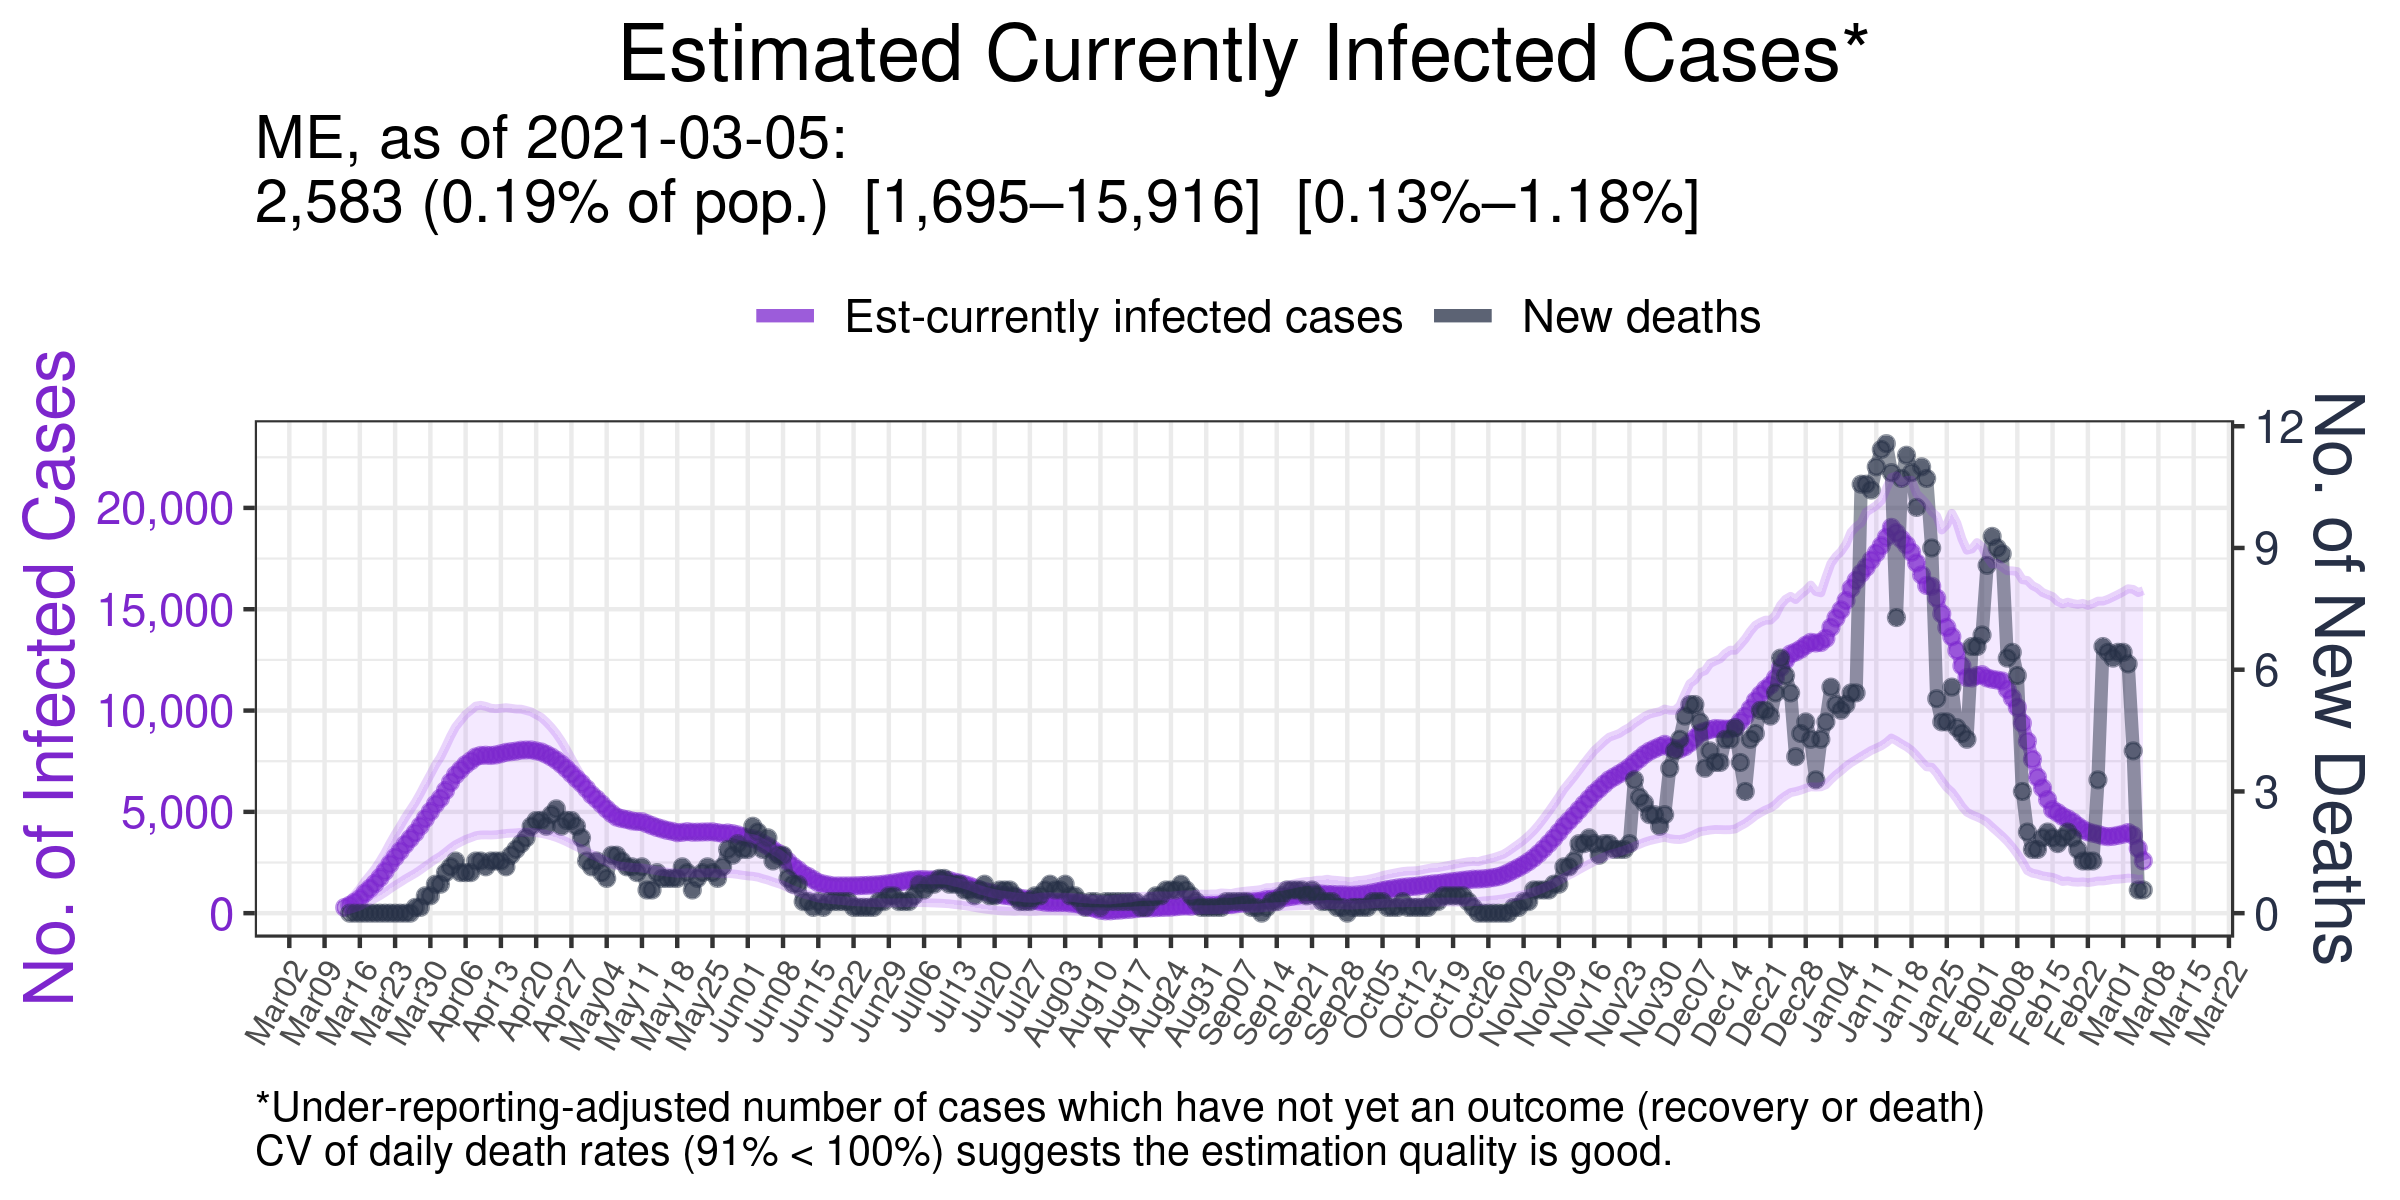 Estimated Currently Infected Cases*
ME, as of 2021-03-05:
2,583 (0.19% of pop.) [1,695–15,916] [0.13%–1.18%]
Est-currently infected cases
New deaths
No. of Infected Cases
20,000
15,000
10,000
5,000
0
12
9
6
3
0
No. of New Deaths
Mar02
Mar09
Mar16
Mar23
Mar30
Apr06
Apr13
Apr20
Apr27
May04
May11
May18
May25
Jun01
Jun08
Jun15
Jun22
Jun29
Jul06
Jul13
Jul20
Jul27
Aug03
Aug10
Aug17
Aug24
Aug31
Sep07
Sep14
Sep21
Sep28
Oct05
Oct12
Oct19
Oct26
Nov02
Nov09
Nov16
Nov23
Nov30
Dec07
Dec14
Dec21
Dec28
Jan04
Jan11
Jan18
Jan25
Feb01
Feb08
Feb15
Feb22
Mar01
Mar08
Mar15
Mar22
*Under-reporting-adjusted number of cases which have not yet an outcome (recovery or death)
CV of daily death rates (91% < 100%) suggests the estimation quality is good.